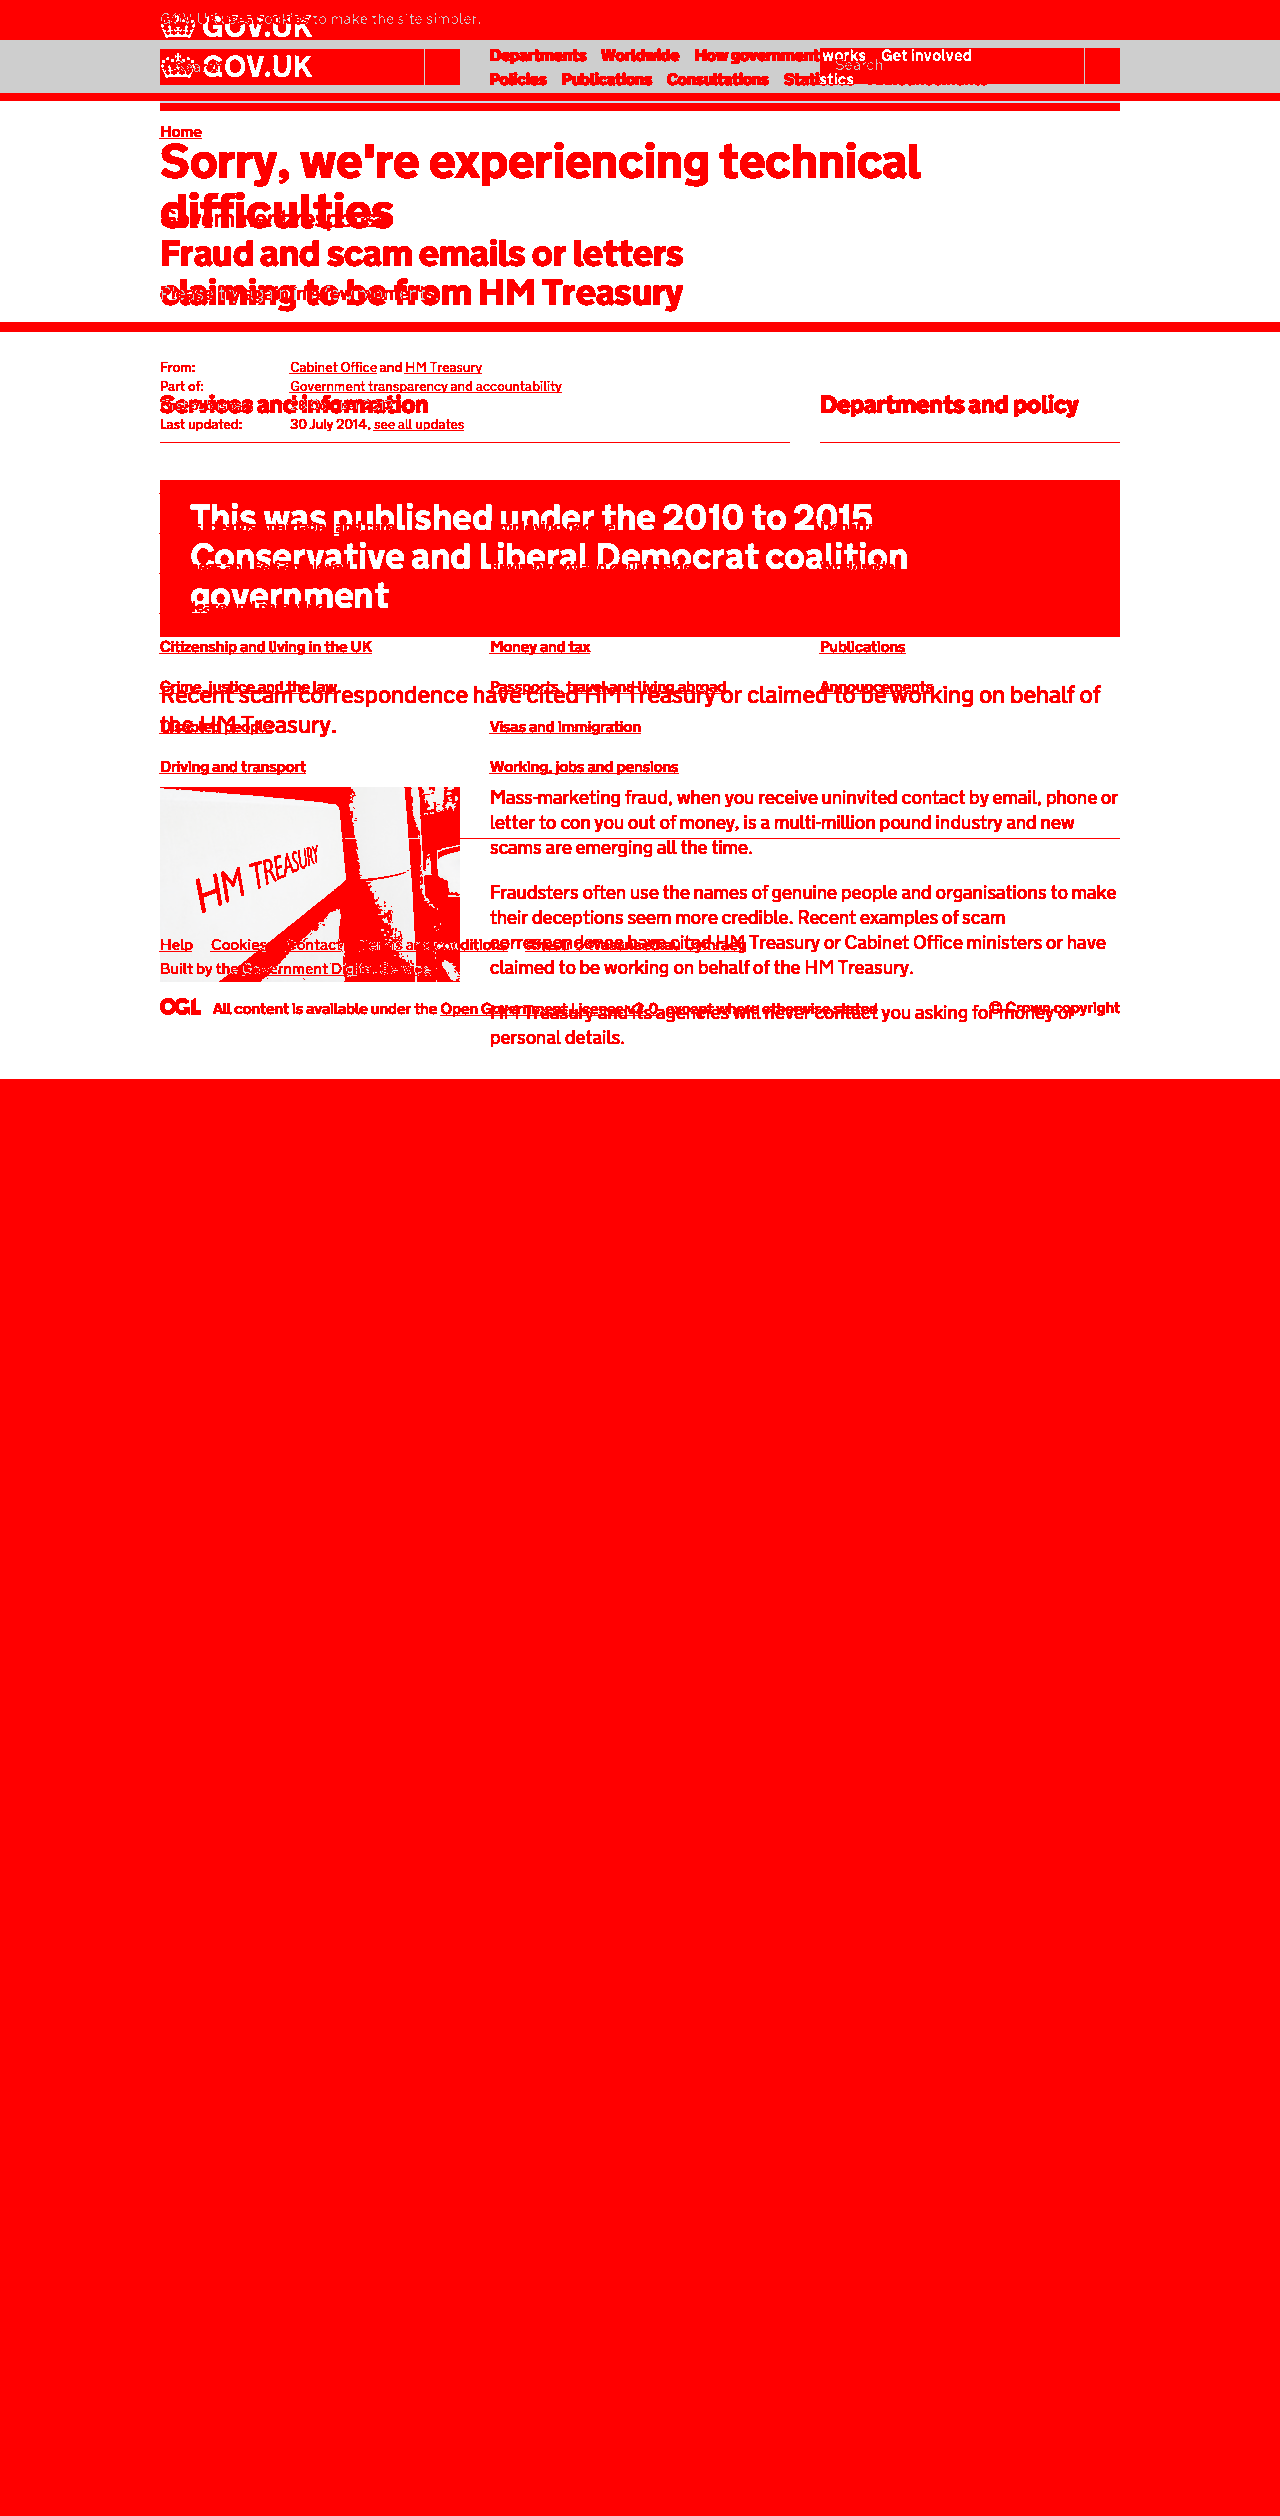 GOV.UK uses cookies to make the site simpler.
GOV.UK
Departments Worldwide How government works Get involved
GOV.UK
Search
Search
Policies Publications Consultations Statistics Announcements
Home
Sorry, we're experiencing technical
difficulties
Government response
Fraud and scam emails or letters
claiming to be from HM Treasury
Please try again in a few moments.
From: Cabinet Office and HM Treasury
Part of: Government transparency and accountability
Services and information
Departments and policy
Last updated: 30 July 2014, see all updates
This was published under the 2010 to 2015
Conservative and Liberal Democrat coalition
government
Citizenship and living in the UK
Money and tax
Publications
Crime, justice and the law
Passports, travel and living abroad
Announcements
Recent scam correspondence have cited HM Treasury or claimed to be working on behalf of
the HM Treasury.
Disabled people
Visas and immigration
Driving and transport
Working, jobs and pensions
HM TREASURY
Mass-marketing fraud, when you receive uninvited contact by email, phone or
letter to con you out of money, is a multi-million pound industry and new
scams are emerging all the time.
Fraudsters often use the names of genuine people and organisations to make
their deceptions seem more credible. Recent examples of scam
correspondence have cited HM Treasury or Cabinet Office ministers or have
claimed to be working on behalf of the HM Treasury.
Help Cookies Contact Terms and conditions Cymraeg
Built by the Government Digital Service
OGL All content is available under the Open Government Licence v2.0, except where otherwise stated
© Crown copyright
HM Treasury and its agencies will never contact you asking for money or
personal details.